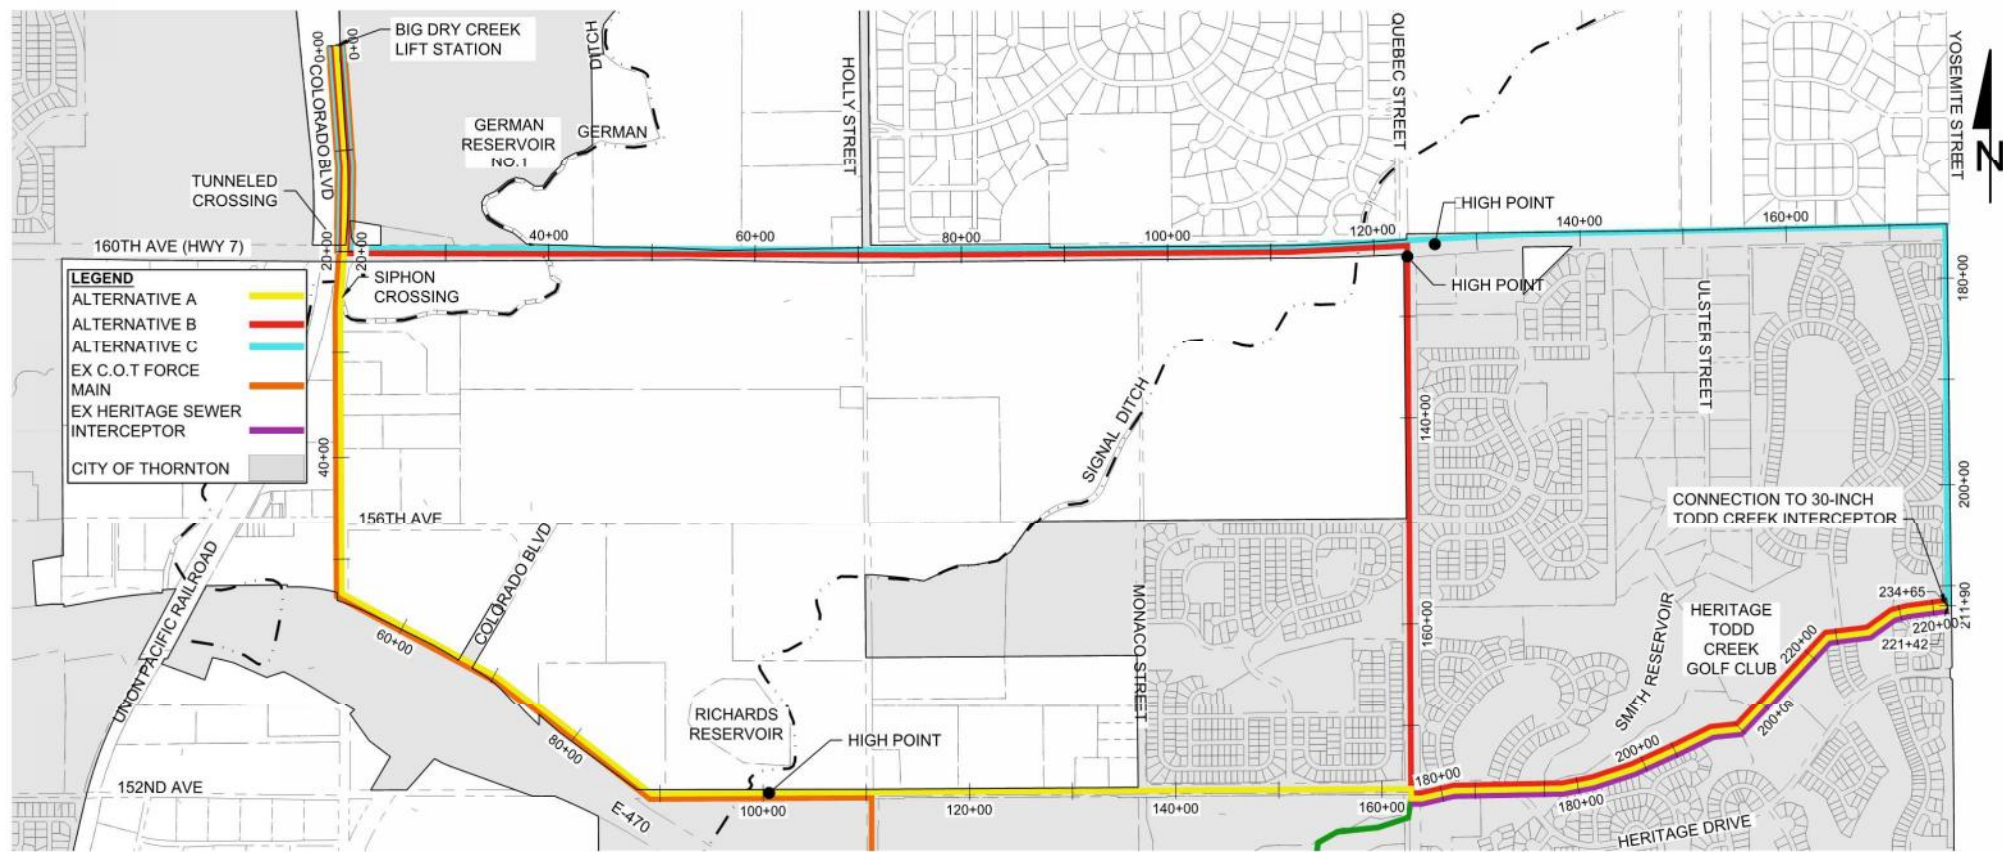 BIG DRY CREEK
LIFT STATION
00+0
00+0
COLORADO BLVD
DITCH
GERMAN
RESERVOIR
NO.1
GERMAN
HOLLY STREET
QUEBEC STREET
YOSEMITE STREET
N
TUNNELED
CROSSING
HIGH POINT
160TH AVE (HWY 7)
20+00
20+00
40+00
60+00
80+00
100+00
120+00
140+00
160+00
180+00
SIPHON
CROSSING
HIGH POINT
LEGEND
ALTERNATIVE A
ALTERNATIVE B
ALTERNATIVE C
EX C.O.T FORCE
MAIN
EX HERITAGE SEWER
INTERCEPTOR
CITY OF THORNTON
ULSTER STREET
40+00
SIGNAL DITCH
140+00
200+00
CONNECTION TO 30-INCH
TODD CREEK INTERCEPTOR
156TH AVE
COLORADO BLVD
UNION PACIFIC RAILROAD
60+00
MONACO STREET
160+00
SMITH RESERVOIR
HERITAGE
TODD
CREEK
GOLF CLUB
234+65
211+90
220+00
221+42
220+00
200+00
RICHARDS
RESERVOIR
HIGH POINT
80+00
200+00
152ND AVE
E-470
100+00
120+00
140+00
160+00
180+00
180+00
HERITAGE DRIVE